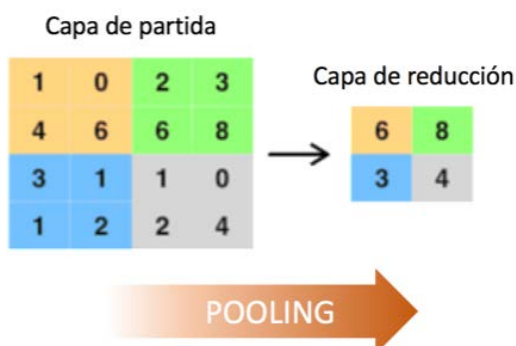 Capa de partida
1 0 2 3
4 6 6 8
3 1 1 0
1 2 2 4
Capa de reducción
6 8
3 4
POOLING